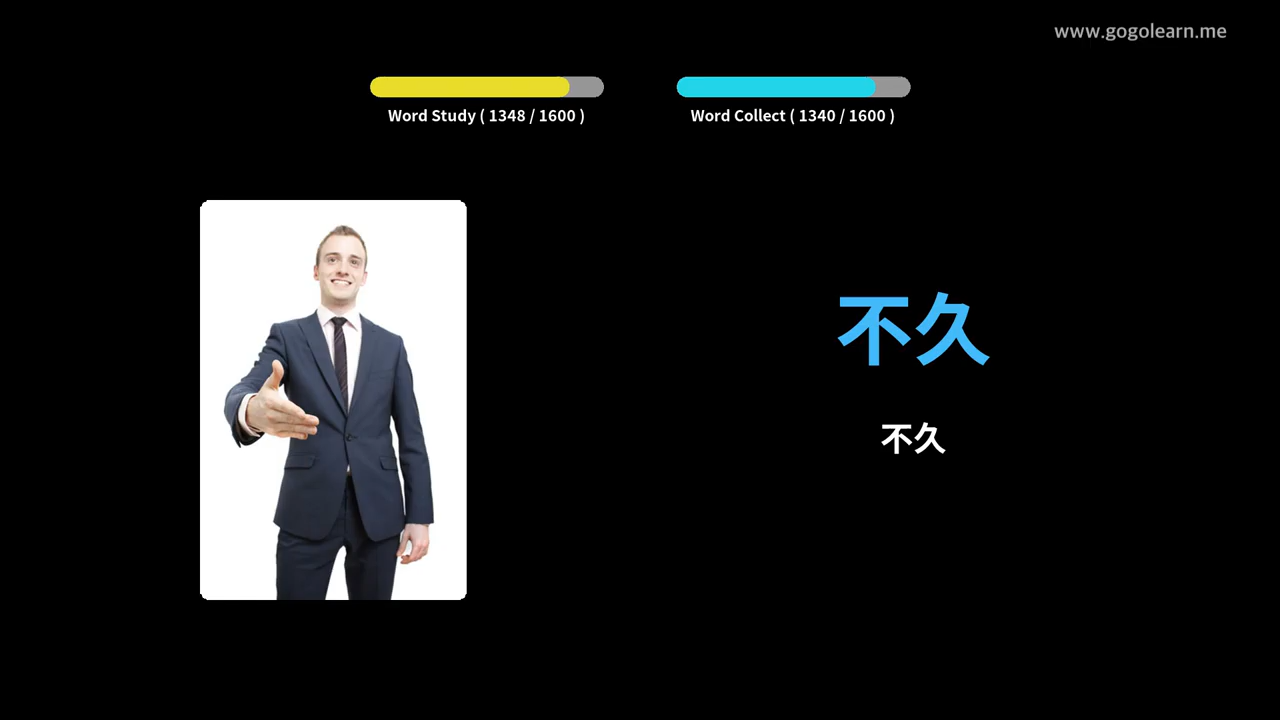 www.gogolearn.me
Word Study ( 1348 / 1600 )
Word Collect ( 1340 / 1600 )
不久
不久